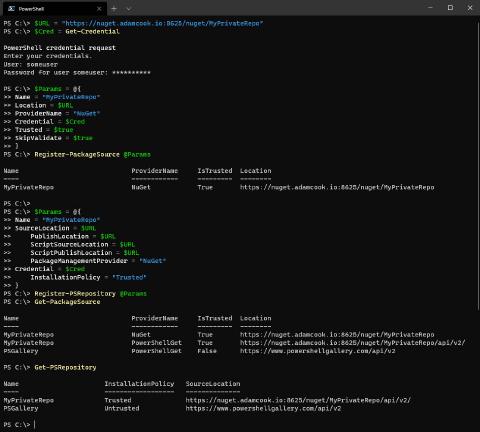 PowerShell
PS C:\> $URL = "https://nuget.adamcook.io:8625/nuget/MyPrivateRepo"
PS C:\> $Cred = Get-Credential
PowerShell credential request
Enter your credentials.
User: someuser
Password for user someuser: **********
PS C:\> $Params = @{
>> Name = "MyPrivateRepo"
>> Location = $URL
>> ProviderName = "NuGet"
>> Credential = $Cred
>> Trusted = $true
>> SkipValidate = $true
>> }
PS C:\> Register-PackageSource @Params
Name ProviderName IsTrusted Location
---- ------------ --------- --------
MyPrivateRepo NuGet True https://nuget.adamcook.io:8625/nuget/MyPrivateRepo
PS C:\>
PS C:\> $Params = @{
>> Name = "MyPrivateRepo"
>> SourceLocation = $URL
>> PublishLocation = $URL
>> ScriptSourceLocation = $URL
>> ScriptPublishLocation = $URL
>> PackageManagementProvider = "NuGet"
>> Credential = $Cred
>> InstallationPolicy = "Trusted"
>> }
PS C:\> Register-PSRepository @Params
PS C:\> Get-PackageSource
Name ProviderName IsTrusted Location
---- ------------ --------- --------
MyPrivateRepo NuGet True https://nuget.adamcook.io:8625/nuget/MyPrivateRepo
MyPrivateRepo PowerShellGet True https://nuget.adamcook.io:8625/nuget/MyPrivateRepo/api/v2/
PSGallery PowerShellGet False https://www.powershellgallery.com/api/v2
PS C:\> Get-PSRepository
Name InstallationPolicy SourceLocation
---- ------------------ --------------
MyPrivateRepo Trusted https://nuget.adamcook.io:8625/nuget/MyPrivateRepo/api/v2/
PSGallery Untrusted https://www.powershellgallery.com/api/v2
PS C:\>